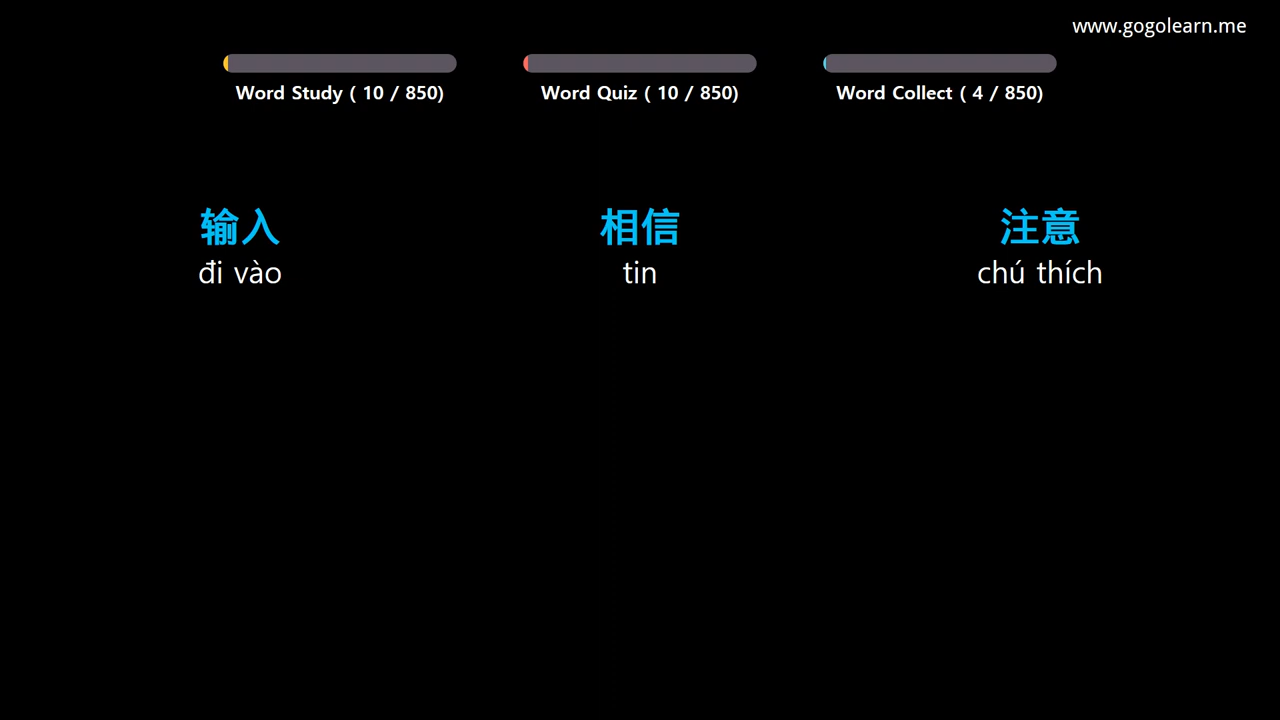 www.gogolearn.me
Word Study ( 10 / 850)
Word Quiz ( 10 / 850)
Word Collect ( 4 / 850)
输入
đi vào
相信
tin
注意
chú thích